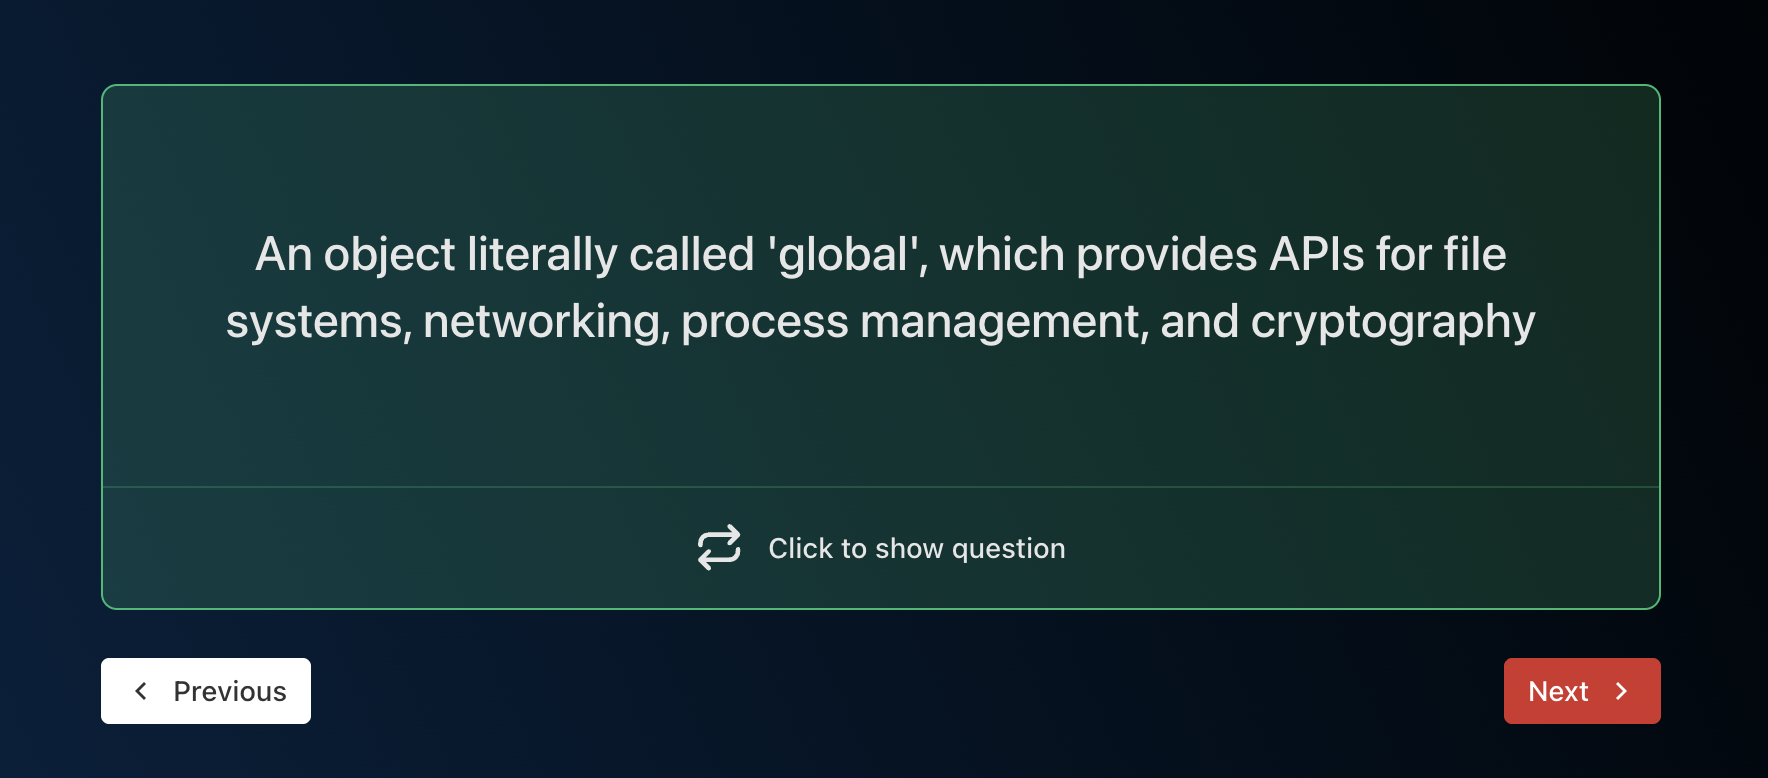 An object literally called 'global', which provides APIs for file
systems, networking, process management, and cryptography
Click to show question
Previous
Next